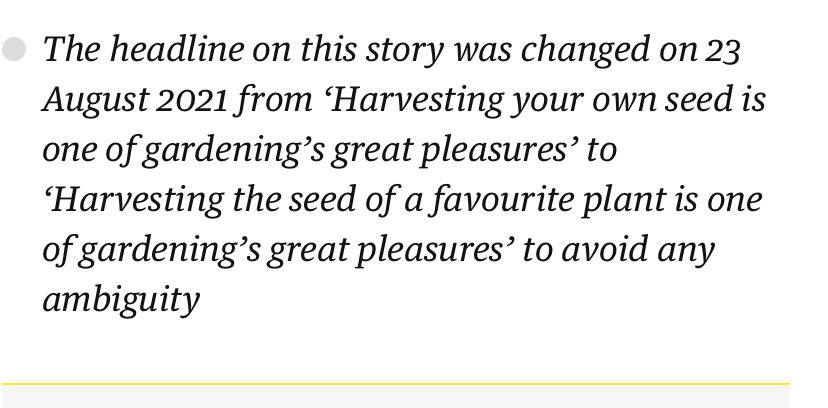 The headline on this story was changed on 23
August 2021 from ‘Harvesting your own seed is
one of gardening’s great pleasures’ to
‘Harvesting the seed of a favourite plant is one
of gardening’s great pleasures’ to avoid any
ambiguity